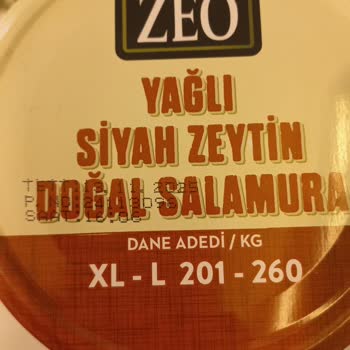 ZEO
YAĞLI
SİYAH ZEYTİN
DOĞAL SALAMURA
DANE ADEDİ / KG
XL - L 201 - 260